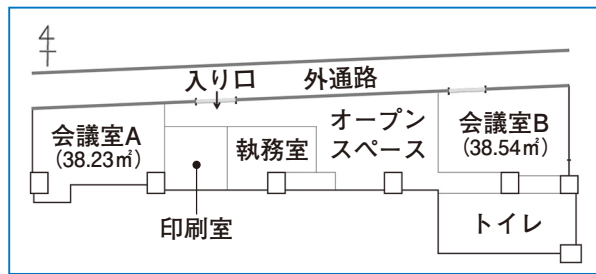 入り口
外通路
会議室A
(38.23㎡)
執務室
オープン
スペース
会議室B
(38.54㎡)
印刷室
トイレ